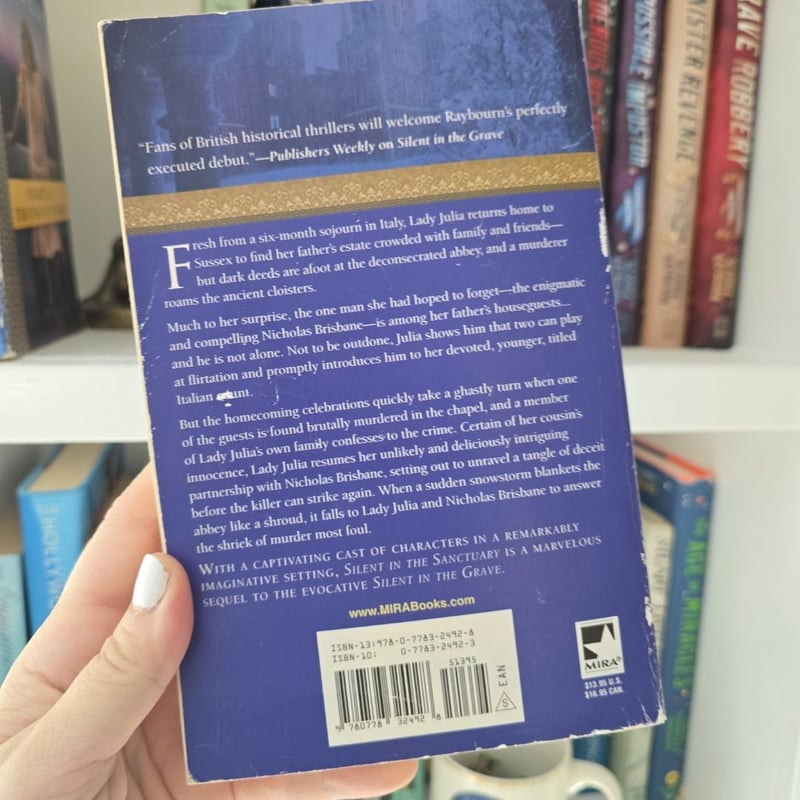 "Fans of British historical thrillers will welcome Raybourn's perfectly
executed debut."—Publishers Weekly on Silent in the Grave
Fresh from a six-month sojourn in Italy, Lady Julia returns home to
Sussex to find her father's estate crowded with family and friends—
but dark deeds are afoot at the deconsecrated abbey, and a murderer
roams the ancient cloisters.
Much to her surprise, the one man she had hoped to forget—the enigmatic
and compelling Nicholas Brisbane—is among her father's houseguests...
and he is not alone. Not to be outdone, Julia shows him that two can play
at flirtation and promptly introduces him to her devoted, younger, titled
Italian
But the homecoming celebrations quickly take a ghastly turn when one
of the guests is found brutally murdered in the chapel, and a member
of Lady Julia's own family confesses to the crime. Certain of her cousin's
innocence, Lady Julia resumes her unlikely and deliciously intriguing
partnership with Nicholas Brisbane, setting out to unravel a tangle of deceit
before the killer can strike again. When a sudden snowstorm blankets the
abbey like a shroud, it falls to Lady Julia and Nicholas Brisbane to answer
the shriek of murder most foul.
WITH A CAPTIVATING CAST OF CHARACTERS IN A REMARKABLY
IMAGINATIVE SETTING, SILENT IN THE SANCTUARY IS A MARVELOUS
SEQUEL TO THE EVOCATIVE SILENT IN THE GRAVE.
www.MIRABooks.com
ISBN-13:978-0-7783-2492-8
ISBN-10: 0-7783-2492-3
51395
EAN
S
9 780778 32492 8
MIRA®
$13.95 U.S.
$16.95 CAN.
IMPOSTOR
SINISTER REVENGE
GRAVE ROBBERY
AGE OF MIRACLES